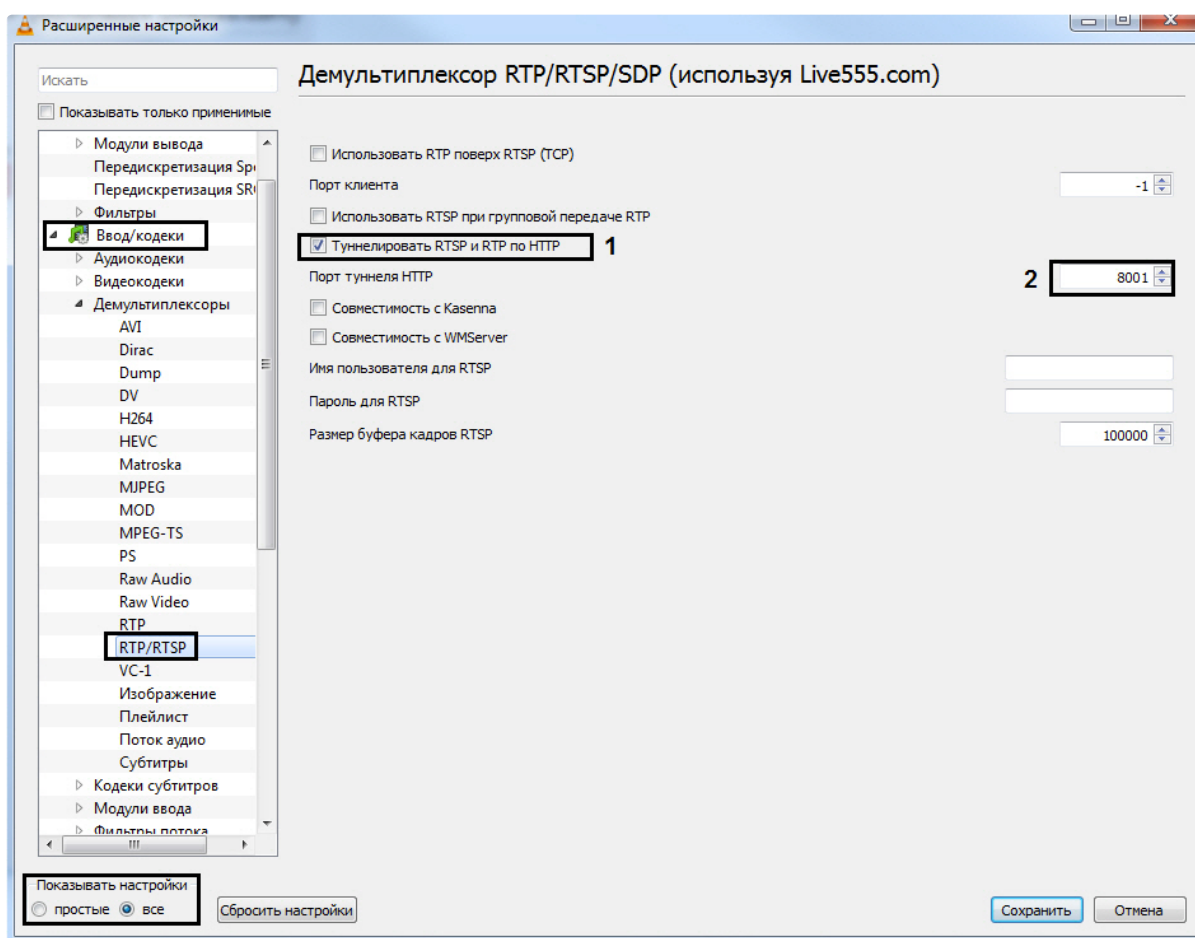 Расширенные настройки
Искать
Показывать только применимые
Модули вывода
Передискретизация Spe
Передискретизация SR
Фильтры
Ввод/кодеки
Аудиокодеки
Видеокодеки
Демультиплексоры
AVI
Dirac
Dump
DV
H264
HEVC
Matroska
MJPEG
MOD
MPEG-TS
PS
Raw Audio
Raw Video
RTP
RTP/RTSP
VC-1
Изображение
Плейлист
Поток аудио
Субтитры
Кодеки субтитров
Модули ввода
Фильтры потока
Показывать настройки
простые все
Сбросить настройки
Демультиплексор RTP/RTSP/SDP (используя Live555.com)
Использовать RTP поверх RTSP (TCP)
Порт клиента -1
Использовать RTSP при групповой передаче RTP
Туннелировать RTSP и RTP по HTTP 1
Порт туннеля HTTP 2 8001
Совместимость с Kasenna
Совместимость с WMServer
Имя пользователя для RTSP
Пароль для RTSP
Размер буфера кадров RTSP 100000
Сохранить Отмена